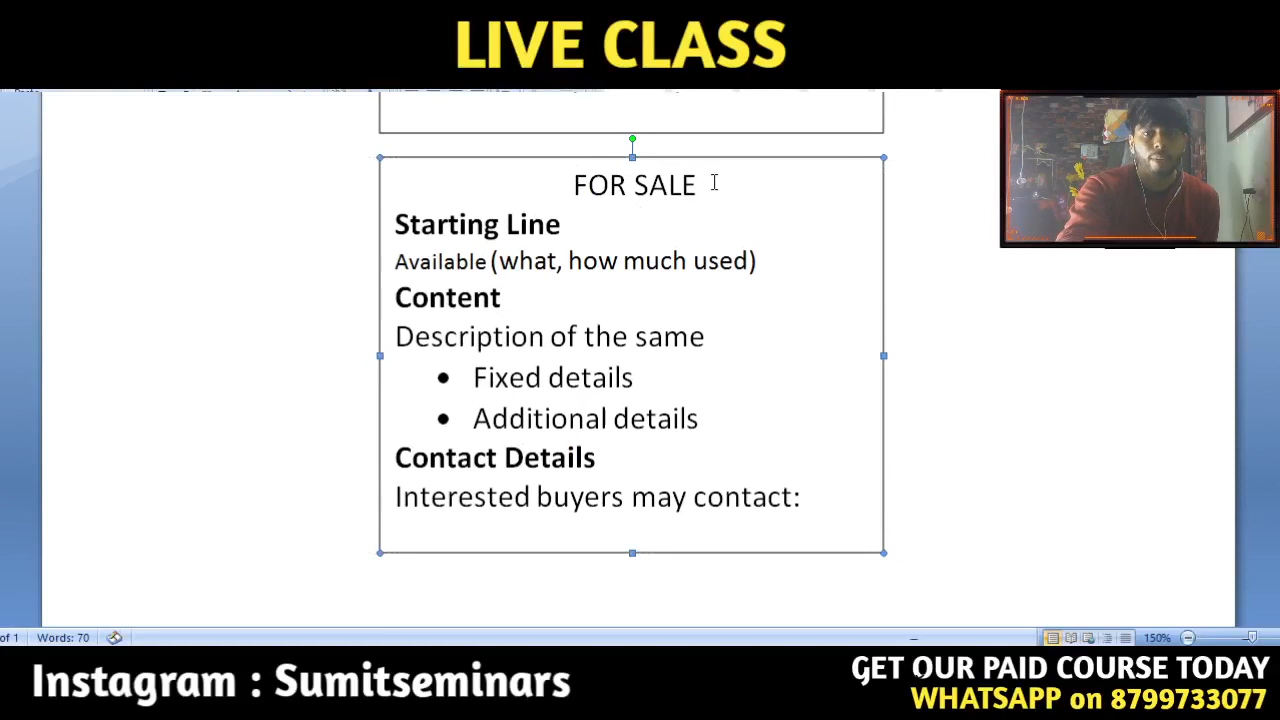 LIVE CLASS
FOR SALE
Starting Line
Available (what, how much used)
Content
Description of the same
• Fixed details
• Additional details
Contact Details
Interested buyers may contact:
of 1 Words: 70 150%
Instagram : Sumitseminars
GET OUR PAID COURSE TODAY
WHATSAPP on 8799733077